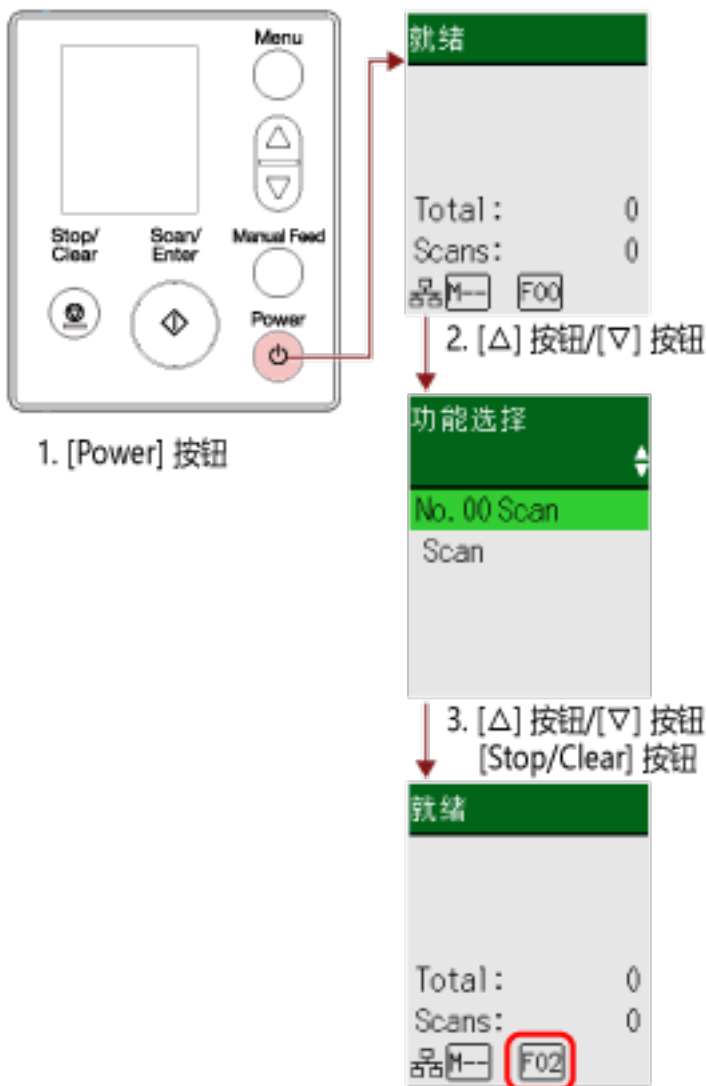 Menu
Stop/
Clear
Scan/
Enter
Manual Feed
Power
1. [Power] 按钮
就绪
Total: 0
Scans: 0
M-- F00
2. [△] 按钮/[▽] 按钮
功能选择
No. 00 Scan
Scan
3. [△] 按钮/[▽] 按钮
[Stop/Clear] 按钮
就绪
Total: 0
Scans: 0
M-- F02